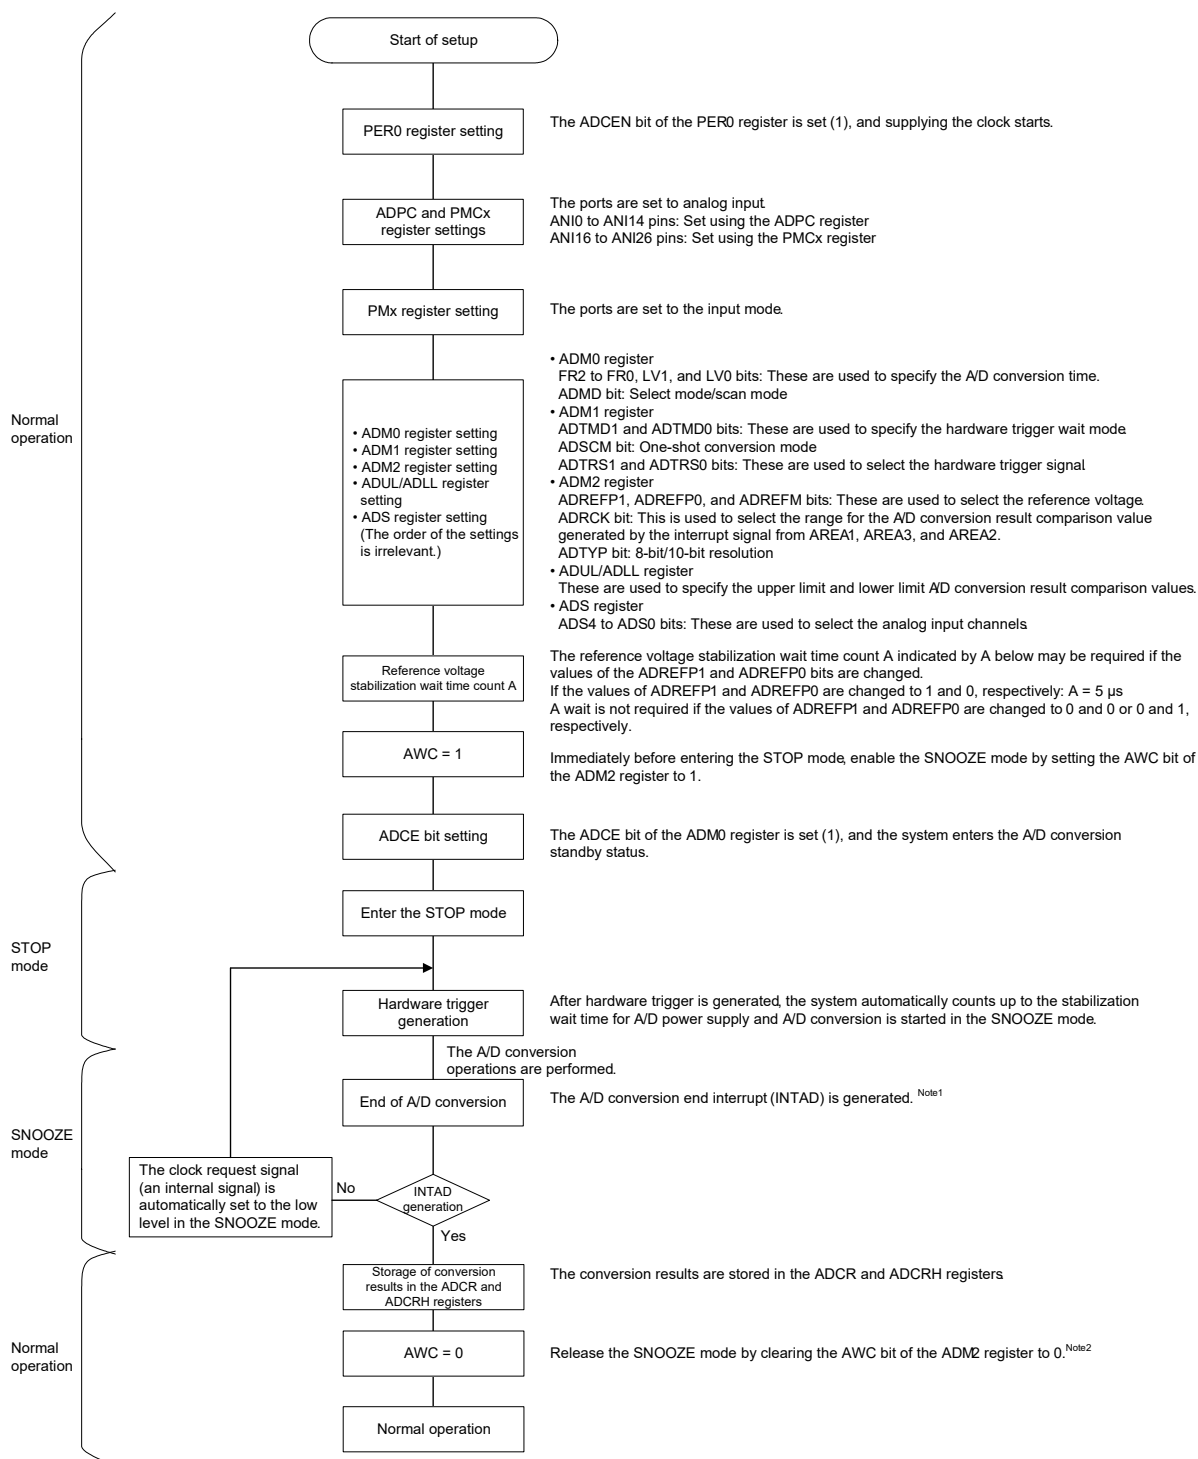 Start of setup
PER0 register setting
The ADCEN bit of the PER0 register is set (1), and supplying the clock starts.
ADPC and PMCx
register settings
The ports are set to analog input.
ANI0 to ANI14 pins: Set using the ADPC register
ANI16 to ANI26 pins: Set using the PMCx register
PMx register setting
The ports are set to the input mode.
Normal
operation
• ADM0 register setting
• ADM1 register setting
• ADM2 register setting
• ADUL/ADLL register
setting
• ADS register setting
(The order of the settings
is irrelevant.)
• ADM0 register
FR2 to FR0, LV1, and LV0 bits: These are used to specify the A/D conversion time.
ADMD bit: Select mode/scan mode
• ADM1 register
ADTMD1 and ADTMD0 bits: These are used to specify the hardware trigger wait mode.
ADSCM bit: One-shot conversion mode
ADTRS1 and ADTRS0 bits: These are used to select the hardware trigger signal.
• ADM2 register
ADREFP1, ADREFP0, and ADREFM bits: These are used to select the reference voltage.
ADRCK bit: This is used to select the range for the A/D conversion result comparison value
generated by the interrupt signal from AREA1, AREA3, and AREA2.
ADTYP bit: 8-bit/10-bit resolution
• ADUL/ADLL register
These are used to specify the upper limit and lower limit A/D conversion result comparison values.
• ADS register
ADS4 to ADS0 bits: These are used to select the analog input channels.
Reference voltage
stabilization wait time count A
The reference voltage stabilization wait time count A indicated by A below may be required if the
values of the ADREFP1 and ADREFP0 bits are changed.
If the values of ADREFP1 and ADREFP0 are changed to 1 and 0, respectively: A = 5 µs
A wait is not required if the values of ADREFP1 and ADREFP0 are changed to 0 and 0 or 0 and 1,
respectively.
AWC = 1
Immediately before entering the STOP mode, enable the SNOOZE mode by setting the AWC bit of
the ADM2 register to 1.
ADCE bit setting
The ADCE bit of the ADM0 register is set (1), and the system enters the A/D conversion
standby status.
Enter the STOP mode
STOP
mode
Hardware trigger
generation
After hardware trigger is generated, the system automatically counts up to the stabilization
wait time for A/D power supply and A/D conversion is started in the SNOOZE mode.
The A/D conversion
operations are performed.
End of A/D conversion
The A/D conversion end interrupt (INTAD) is generated. Note1
SNOOZE
mode
The clock request signal
(an internal signal) is
automatically set to the low
level in the SNOOZE mode.
No
INTAD
generation
Yes
Storage of conversion
results in the ADCR and
ADCRH registers
The conversion results are stored in the ADCR and ADCRH registers.
Normal
operation
AWC = 0
Release the SNOOZE mode by clearing the AWC bit of the ADM2 register to 0.Note2
Normal operation